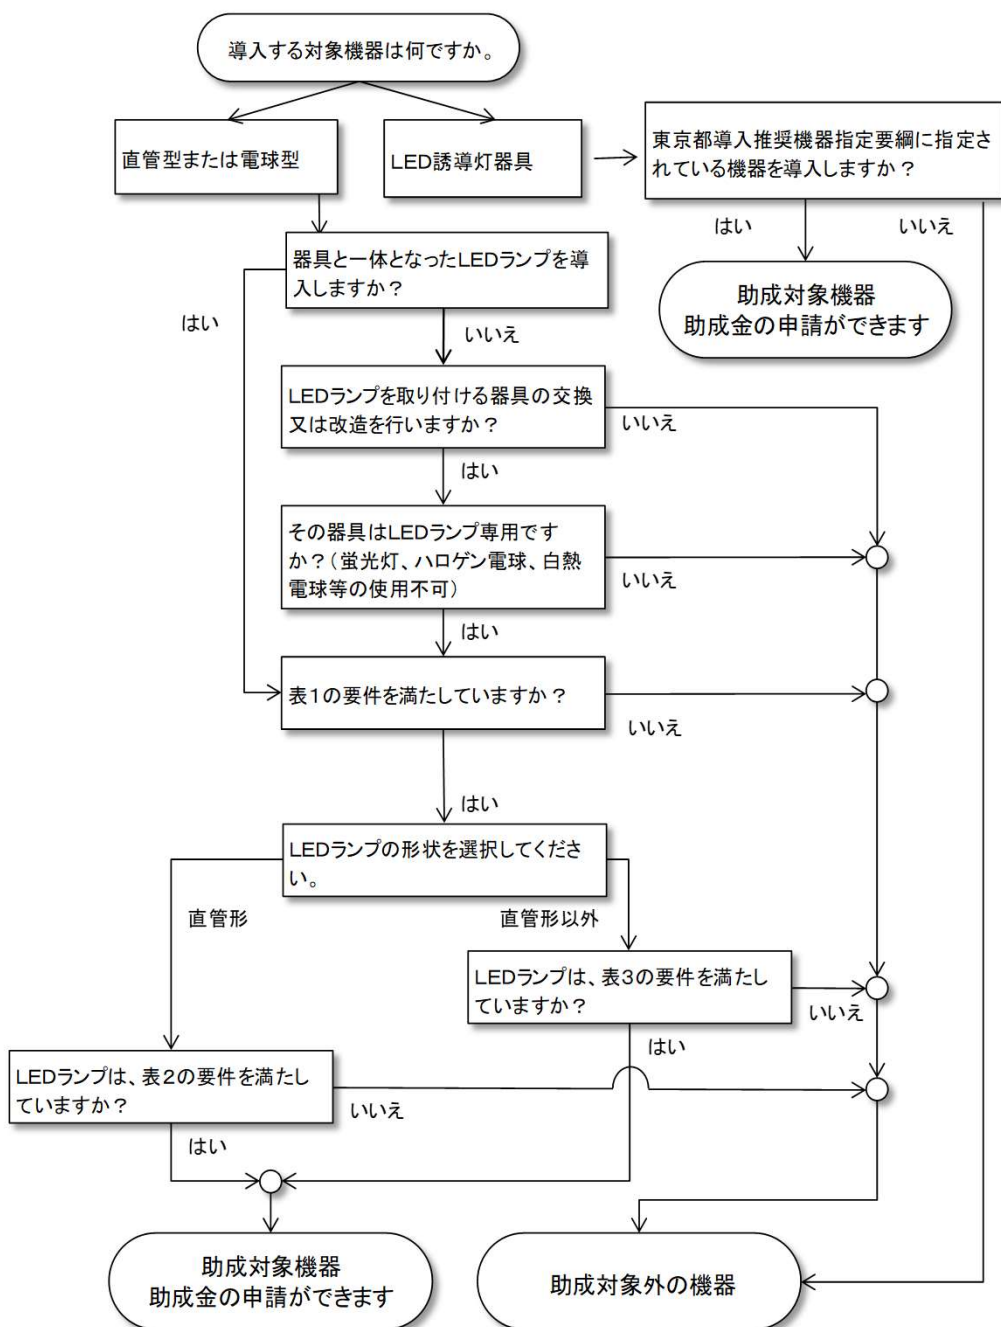 導入する対象機器は何ですか。
直管型または電球型
LED誘導灯器具
東京都導入推奨機器指定要綱に指定さ
れている機器を導入しますか？
はい
いいえ
助成対象機器
助成金の申請ができます
器具と一体となったLEDランプを導
入しますか？
はい
いいえ
LEDランプを取り付ける器具の交換
又は改造を行いますか？
いいえ
はい
その器具はLEDランプ専用です
か？（蛍光灯、ハロゲン電球、白熱
電球等の使用不可）
いいえ
はい
表１の要件を満たしていますか？
いいえ
はい
LEDランプの形状を選択してくださ
い。
直管形
直管形以外
LEDランプは、表３の要件を満たし
ていますか？
いいえ
はい
LEDランプは、表２の要件を満たし
ていますか？
いいえ
はい
助成対象機器
助成金の申請ができます
助成対象外の機器